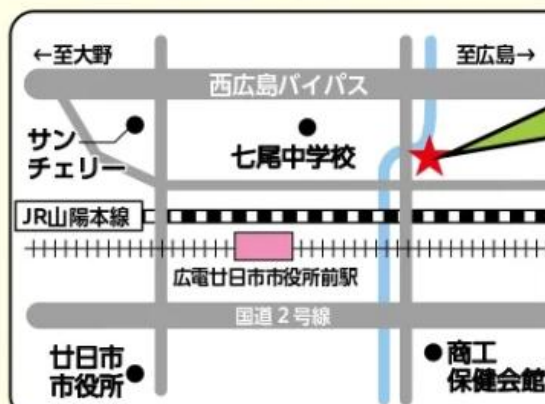 ←至大野
至広島→
西広島バイパス
サン
チェリー
七尾中学校
JR山陽本線
広電廿日市市役所前駅
国道2号線
廿日市
市役所
商工
保健会館